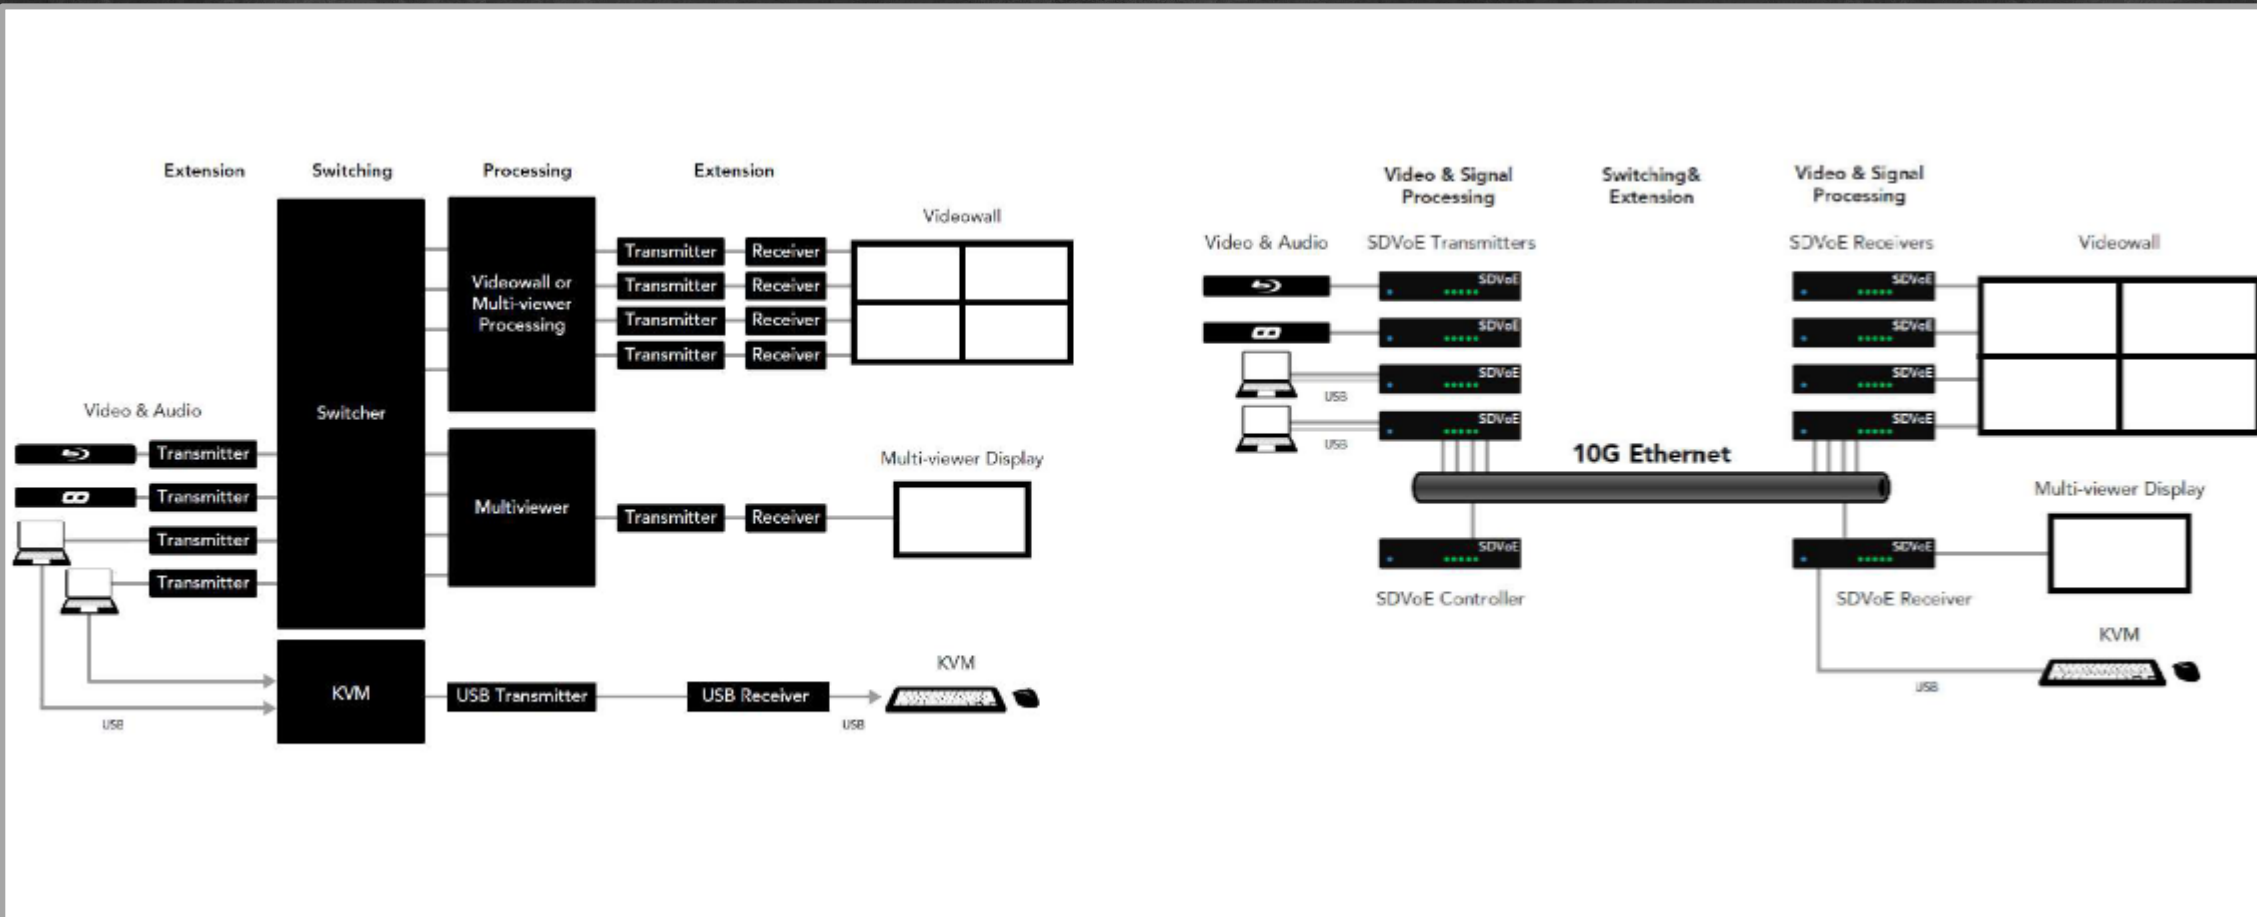 Extension
Switching
Processing
Extension
Videowall
Transmitter
Receiver
Transmitter
Receiver
Transmitter
Receiver
Transmitter
Receiver
Videowall or
Multi-viewer
Processing
Switcher
Video & Audio
Transmitter
Transmitter
Transmitter
Transmitter
Multiviewer
Transmitter
Receiver
Multi-viewer Display
KVM
USB Transmitter
USB Receiver
KVM
USB
USB
Video & Signal
Processing
Switching&
Extension
Video & Signal
Processing
Video & Audio
SDVoE Transmitters
SDVoE Receivers
Videowall
SDVoE
SDVoE
SDVoE
SDVoE
SDVoE
SDVoE
SDVoE
SDVoE
USB
USB
10G Ethernet
Multi-viewer Display
SDVoE
SDVoE
SDVoE Controller
SDVoE Receiver
KVM
USB